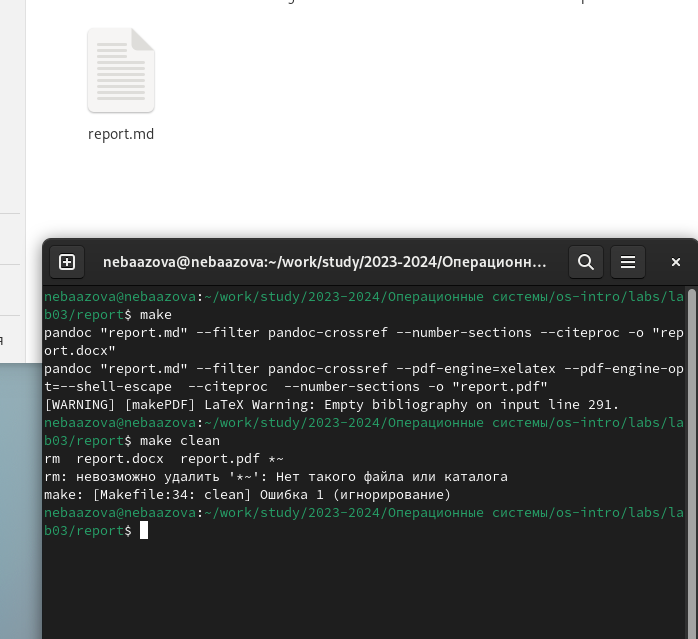 report.md
nebaazova@nebaazova:~/work/study/2023-2024/Операционн...
nebaazova@nebaazova:~/work/study/2023-2024/Операционные системы/os-intro/labs/la
b03/report$ make
pandoc "report.md" --filter pandoc-crossref --number-sections --citeproc -o "rep
ort.docx"
pandoc "report.md" --filter pandoc-crossref --pdf-engine=xelatex --pdf-engine-op
t=--shell-escape  --citeproc  --number-sections -o "report.pdf"
[WARNING] [makePDF] LaTeX Warning: Empty bibliography on input line 291.
nebaazova@nebaazova:~/work/study/2023-2024/Операционные системы/os-intro/labs/la
b03/report$ make clean
rm  report.docx  report.pdf *~
rm: невозможно удалить '*~': Нет такого файла или каталога
make: [Makefile:34: clean] Ошибка 1 (игнорирование)
nebaazova@nebaazova:~/work/study/2023-2024/Операционные системы/os-intro/labs/la
b03/report$